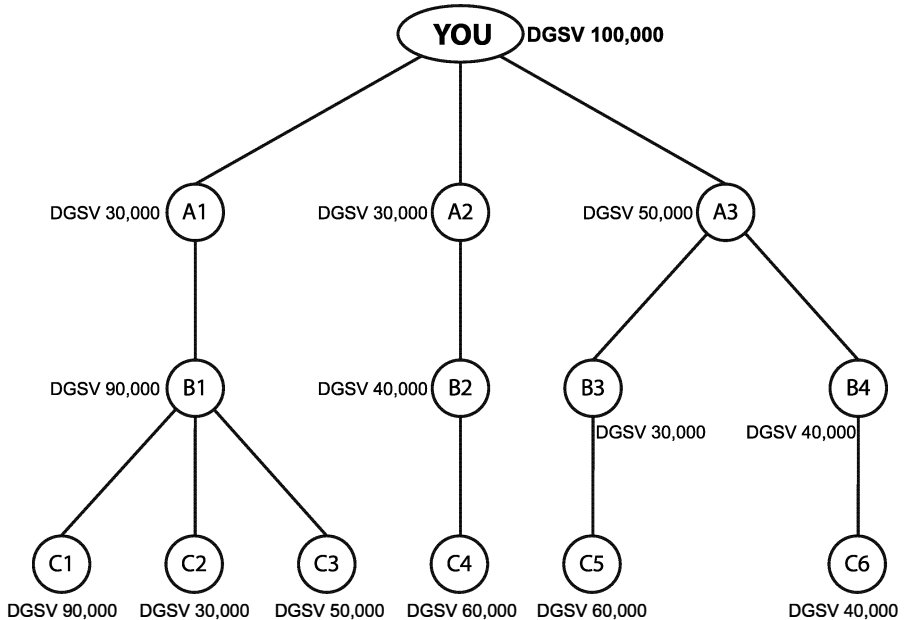 YOU DGSV 100,000
DGSV 30,000 A1 DGSV 30,000 A2 DGSV 50,000 A3
DGSV 90,000 B1 DGSV 40,000 B2 B3 B4
DGSV 30,000 DGSV 40,000
C1 C2 C3 C4 C5 C6
DGSV 90,000 DGSV 30,000 DGSV 50,000 DGSV 60,000 DGSV 60,000 DGSV 40,000